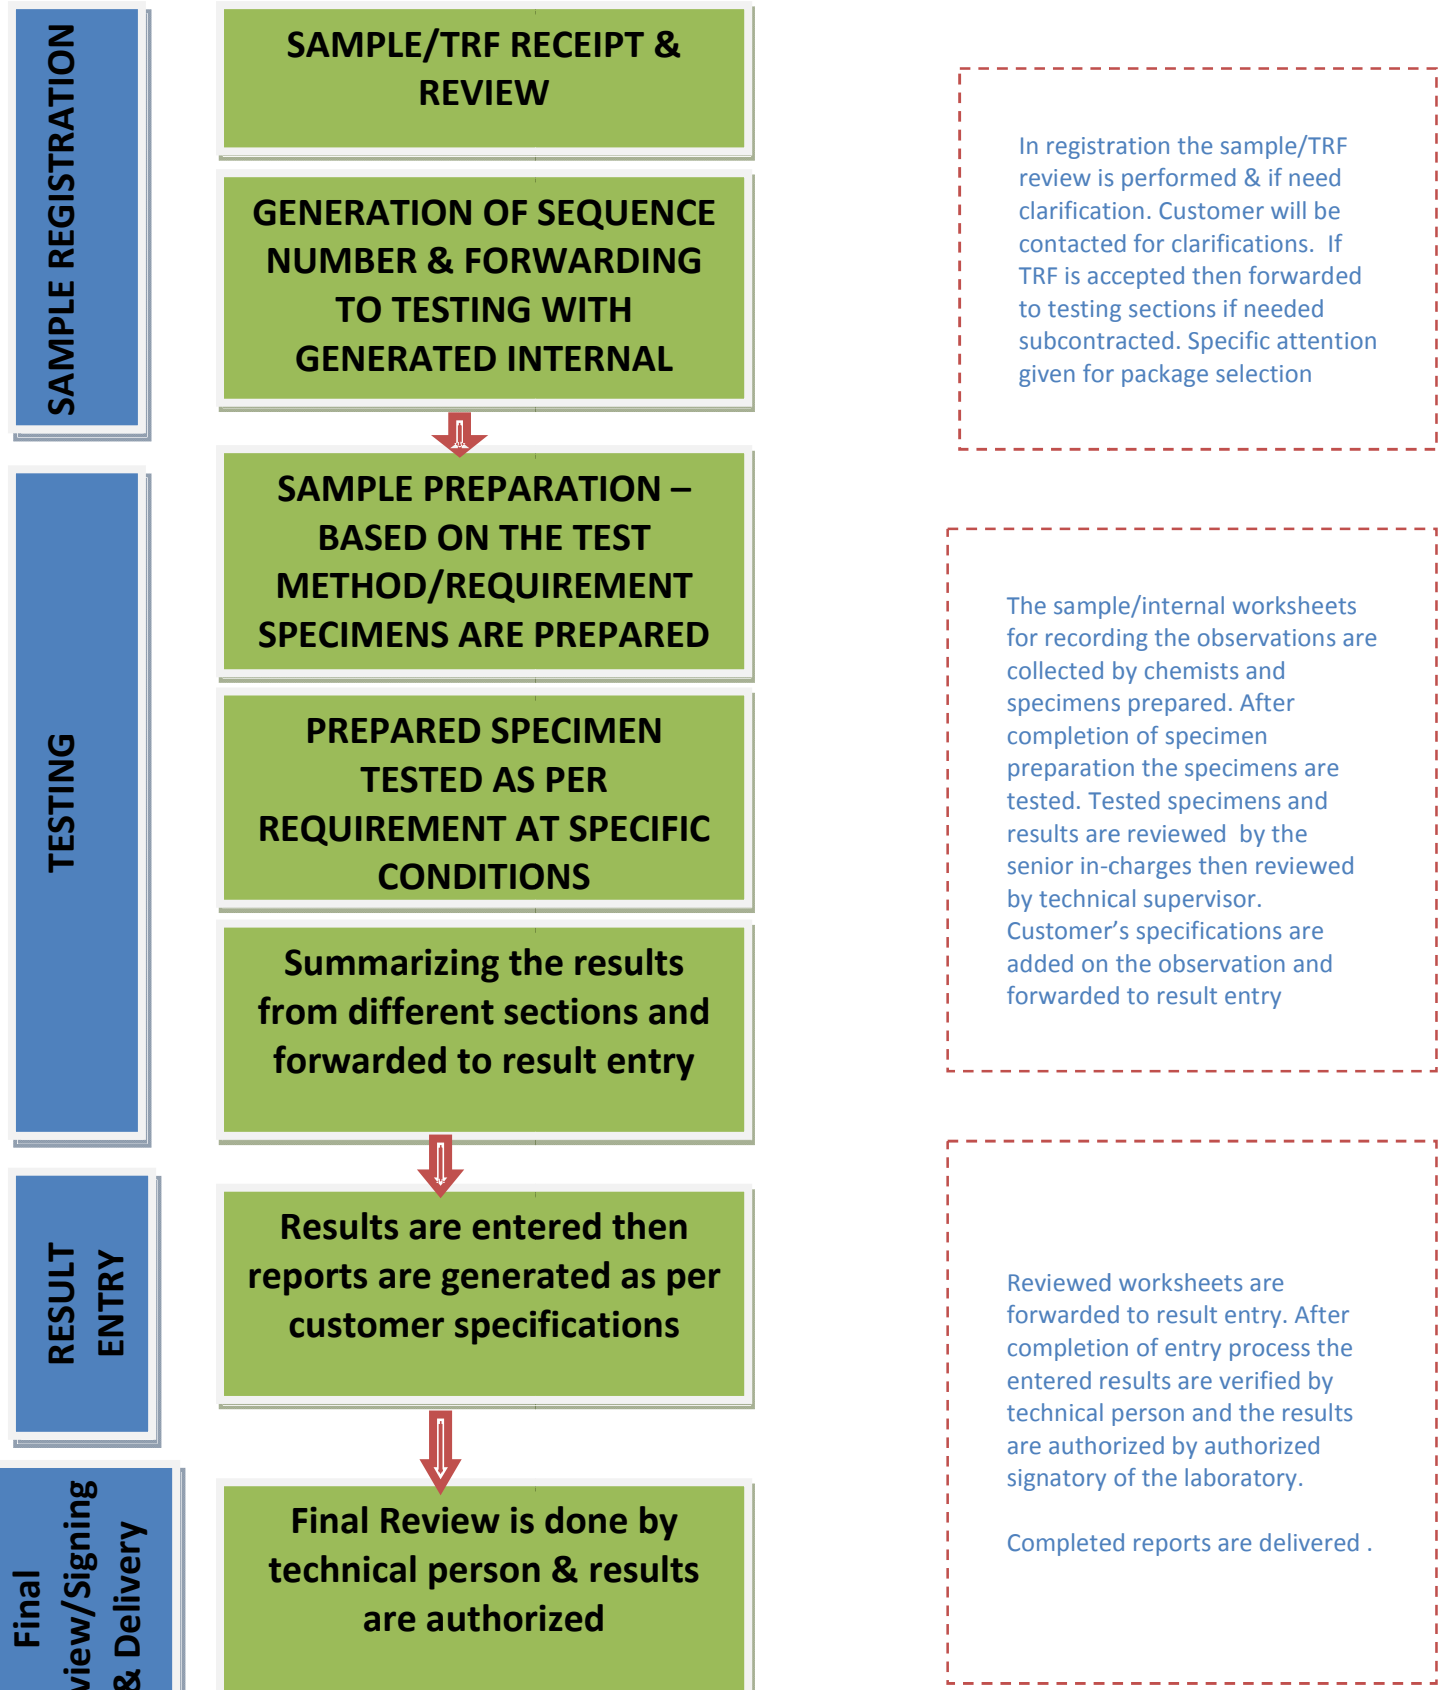 SAMPLE REGISTRATION
SAMPLE/TRF RECEIPT &
REVIEW
GENERATION OF SEQUENCE
NUMBER & FORWARDING
TO TESTING WITH
GENERATED INTERNAL
In registration the sample/TRF
review is performed & if need
clarification. Customer will be
contacted for clarifications. If
TRF is accepted then forwarded
to testing sections if needed
subcontracted. Specific attention
given for package selection
TESTING
SAMPLE PREPARATION –
BASED ON THE TEST
METHOD/REQUIREMENT
SPECIMENS ARE PREPARED
PREPARED SPECIMEN
TESTED AS PER
REQUIREMENT AT SPECIFIC
CONDITIONS
Summarizing the results
from different sections and
forwarded to result entry
The sample/internal worksheets
for recording the observations are
collected by chemists and
specimens prepared. After
completion of specimen
preparation the specimens are
tested. Tested specimens and
results are reviewed by the
senior in-charges then reviewed
by technical supervisor.
Customer’s specifications are
added on the observation and
forwarded to result entry
RESULT
ENTRY
Results are entered then
reports are generated as per
customer specifications
Final
view/Signing
& Delivery
Final Review is done by
technical person & results
are authorized
Reviewed worksheets are
forwarded to result entry. After
completion of entry process the
entered results are verified by
technical person and the results
are authorized by authorized
signatory of the laboratory.
Completed reports are delivered .